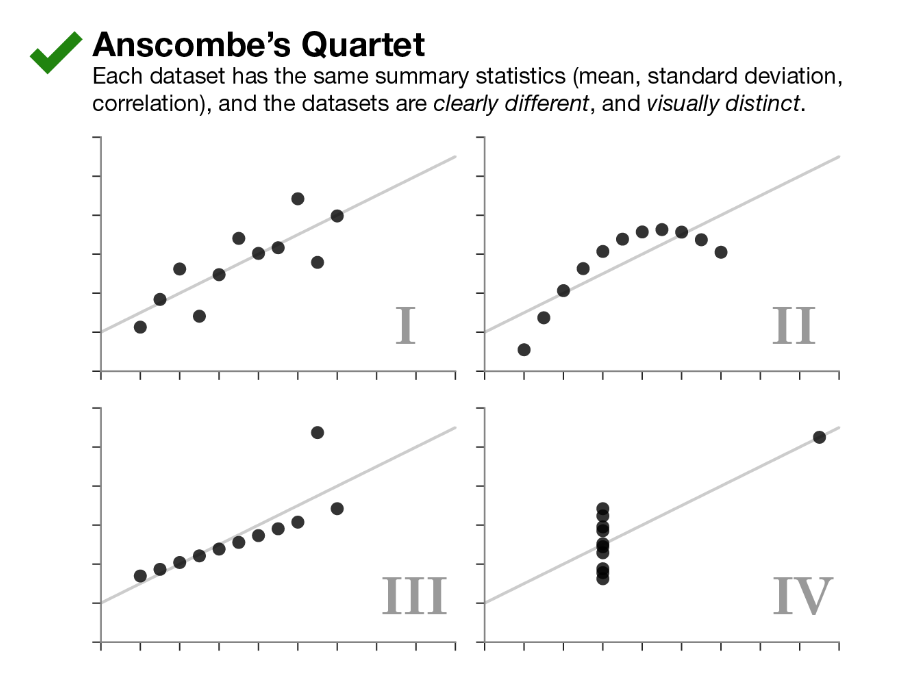 Anscombe’s Quartet
Each dataset has the same summary statistics (mean, standard deviation,
correlation), and the datasets are clearly different, and visually distinct.
I
II
III
IV